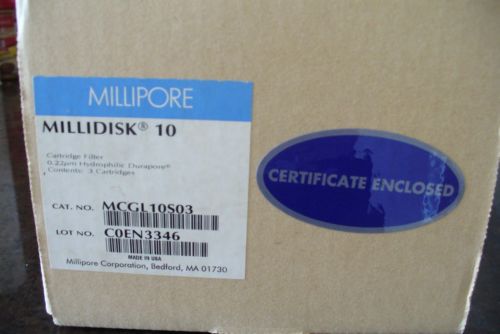 MILLIPORE
MILLIDISK® 10
Cartridge Filter
0.22µm Hydrophilic Durapore®
Contents: 3 Cartridges
CAT. NO. MCGL10S03
LOT NO. C0EN3346
MADE IN USA
Millipore Corporation, Bedford, MA 01730
CERTIFICATE ENCLOSED